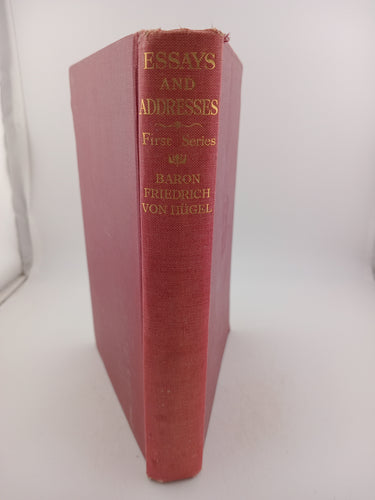 ESSAYS
AND
ADDRESSES
First Series
BARON
FRIEDRICH
VON HÜGEL